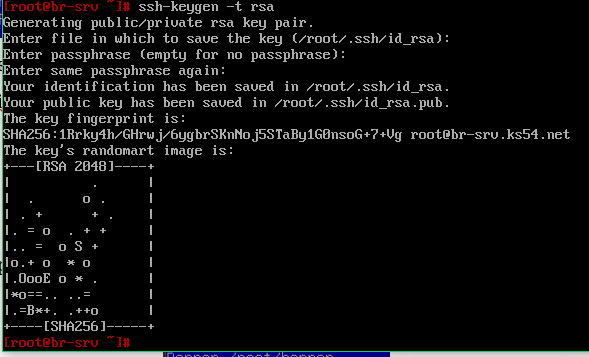 [root@br-srv ~]# ssh-keygen -t rsa
Generating public/private rsa key pair.
Enter file in which to save the key (/root/.ssh/id_rsa):
Enter passphrase (empty for no passphrase):
Enter same passphrase again:
Your identification has been saved in /root/.ssh/id_rsa.
Your public key has been saved in /root/.ssh/id_rsa.pub.
The key fingerprint is:
SHA256:1Rrky4h/GHrwj/6ygbrSKnNoj5STaBy1G0nsoG+7+Vg root@br-srv.ks54.net
The key's randomart image is:
+---[RSA 2048]----+
|           .     |
|  .       o .    |
| . +       + .   |
|. = o  . + +     |
|.. =  o S +      |
|o.+ o  * o       |
|.OooE o * .      |
|*o==.. ..=       |
|.=B*+. .++o      |
+----[SHA256]-----+
[root@br-srv ~]#